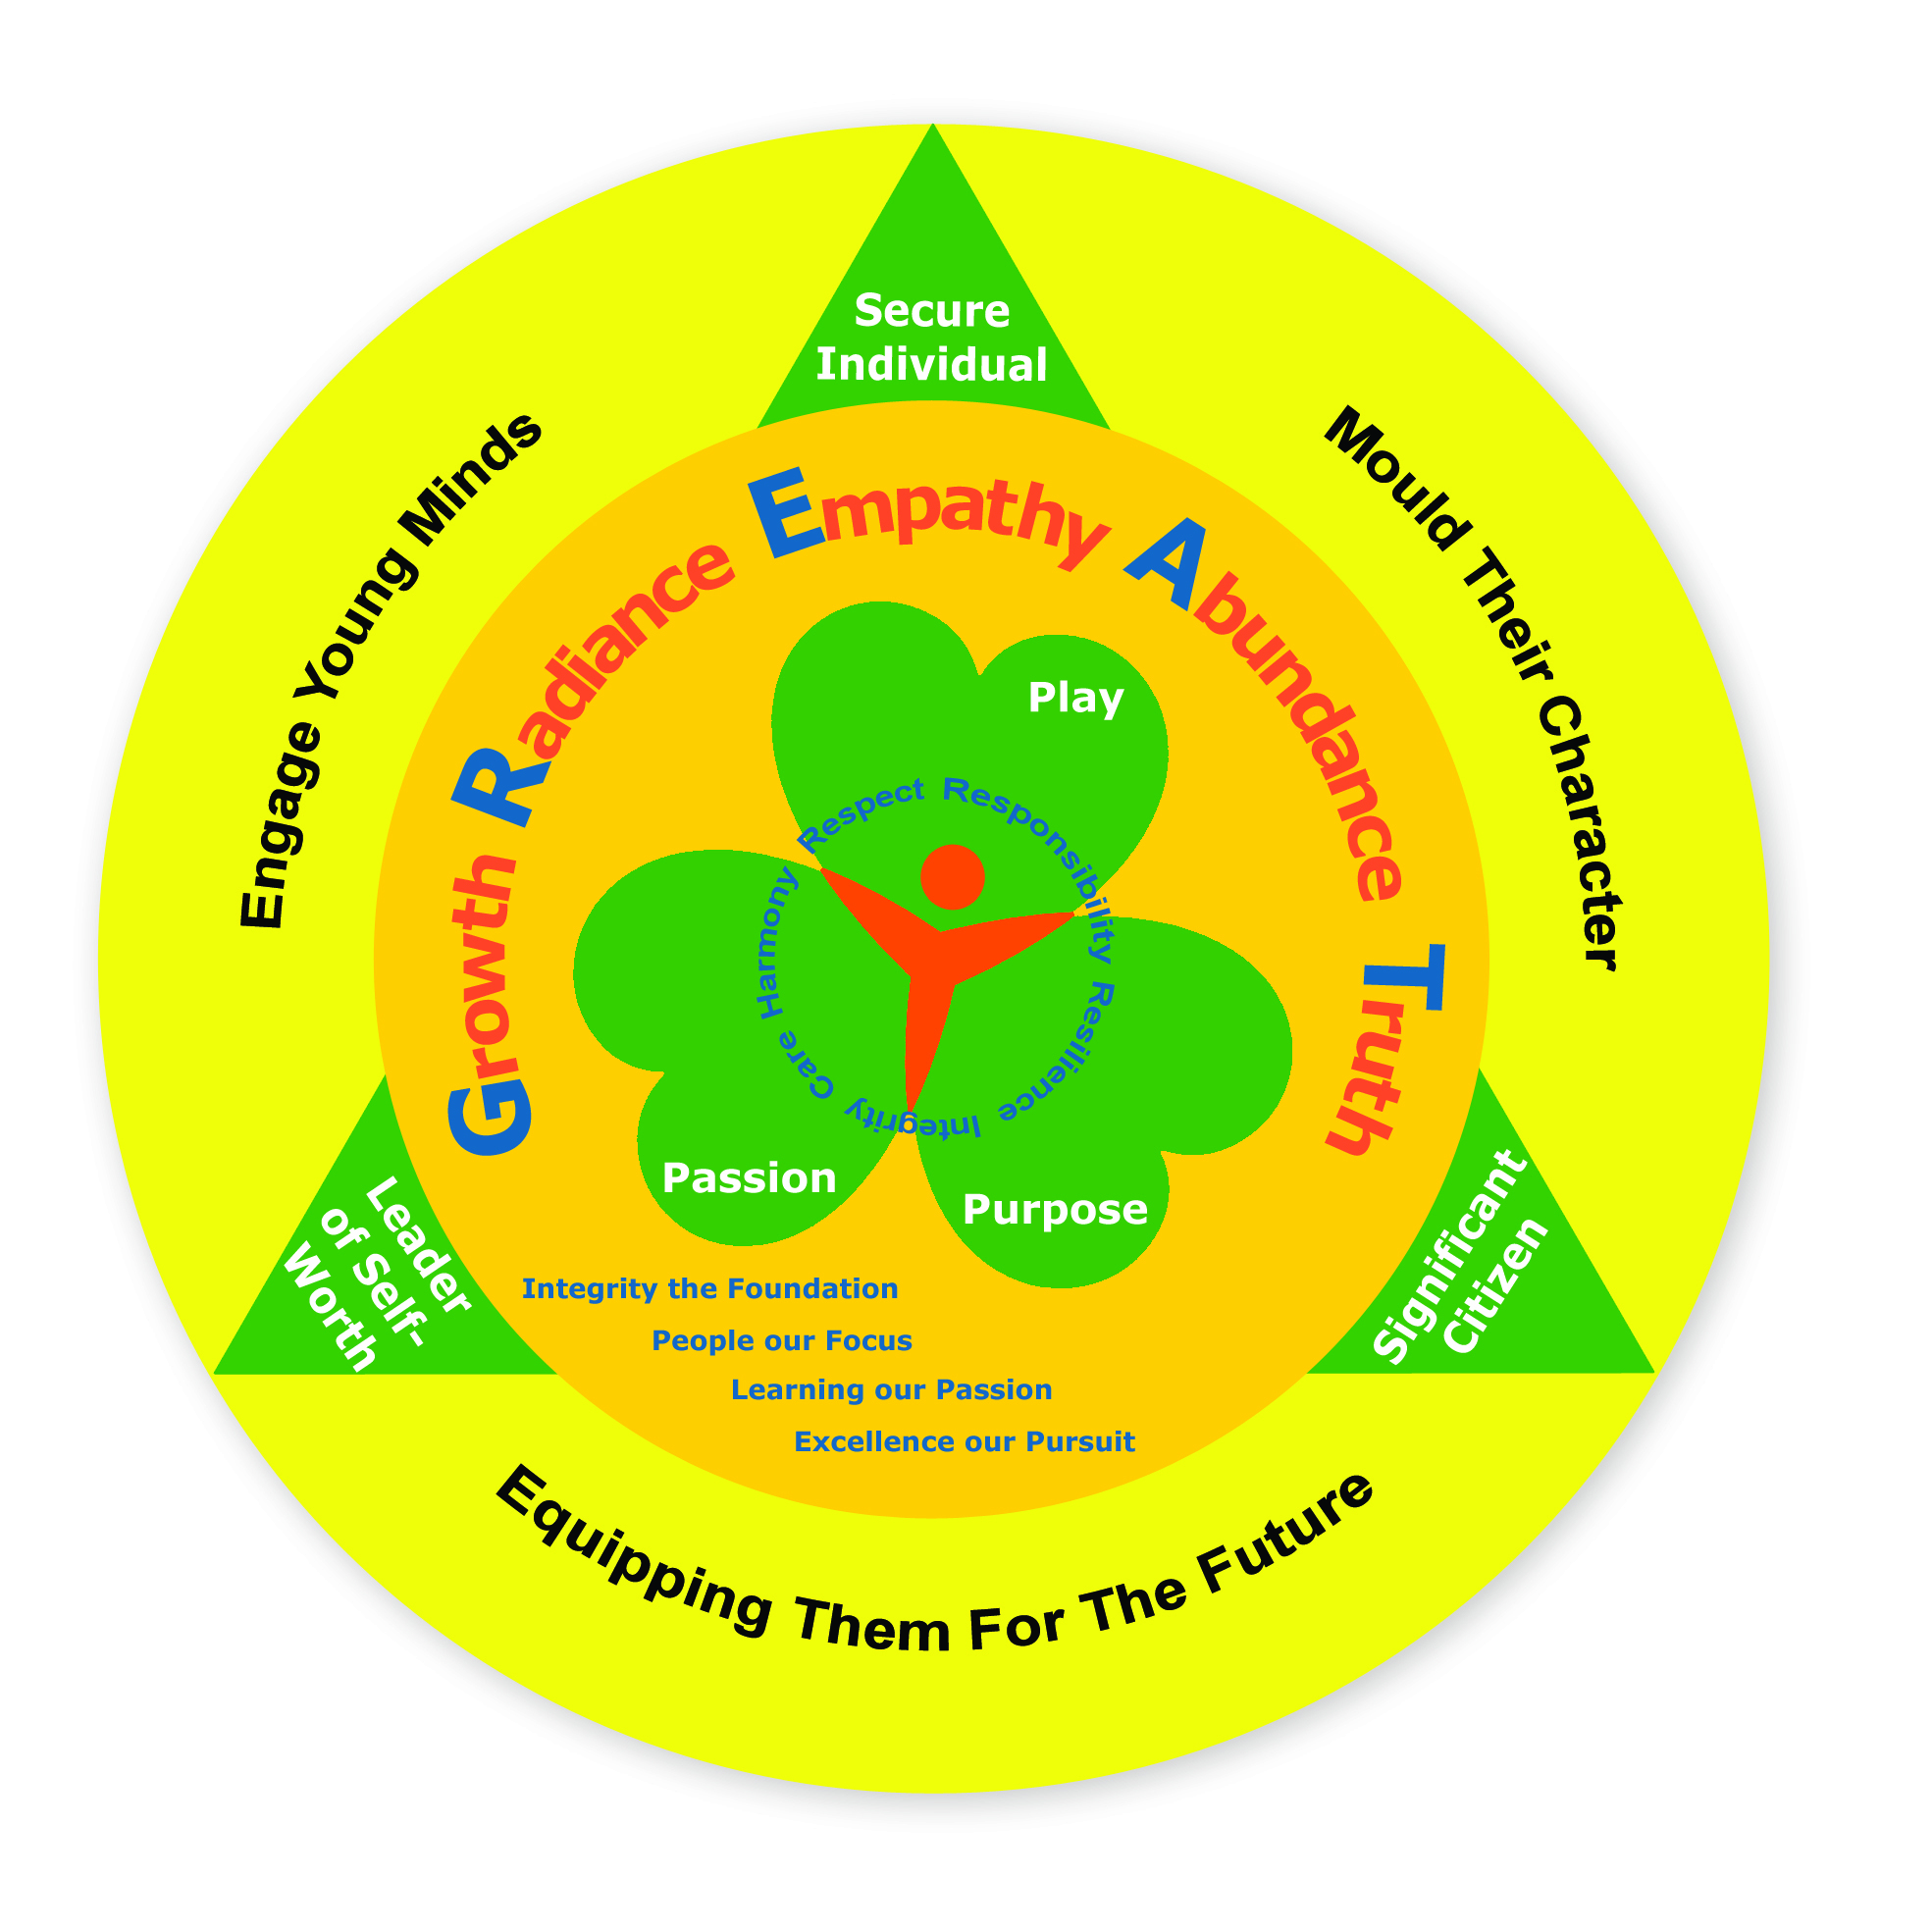 Engage Young Minds
Mould Their Character
Equipping Them For The Future
Secure
Individual
Leader
of Self-
Worth
Significant
Citizen
Growth Radiance Empathy Abundance Truth
Play
Passion
Purpose
Respect Responsibility Resilience Integrity Care Harmony
Integrity the Foundation
People our Focus
Learning our Passion
Excellence our Pursuit